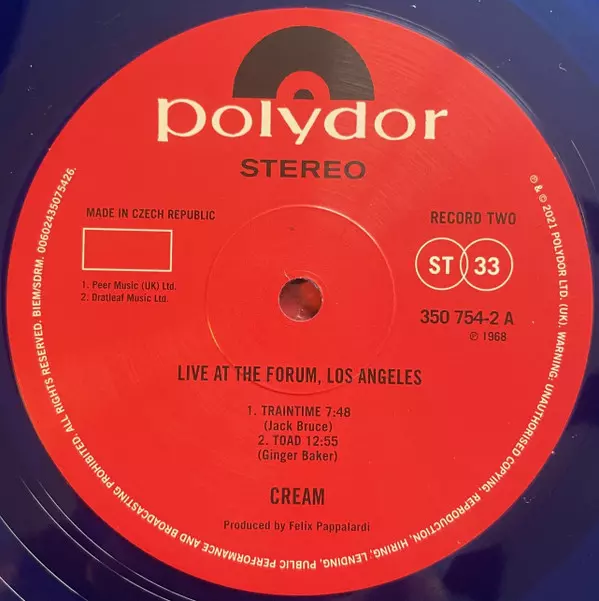 polydor
STEREO
MADE IN CZECH REPUBLIC
RECORD TWO
ST 33
1. Peer Music (UK) Ltd.
2. Dratleaf Music Ltd.
350 754-2 A
℗ 1968
LIVE AT THE FORUM, LOS ANGELES
1. TRAINTIME 7:48
(Jack Bruce)
2. TOAD 12:55
(Ginger Baker)
CREAM
Produced by Felix Pappalardi
℗ & © 2021 POLYDOR LTD. (UK). WARNING: UNAUTHORISED COPYING, REPRODUCTION, HIRING, LENDING, PUBLIC PERFORMANCE AND BROADCASTING PROHIBITED. ALL RIGHTS RESERVED. BIEM/SDRM. 00602435075426.